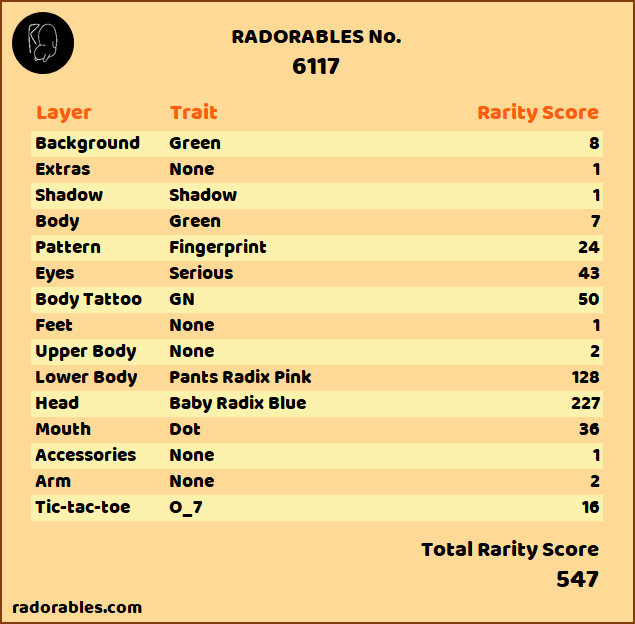 RADORABLES No.
6117
Layer Trait Rarity Score
Background Green 8
Extras None 1
Shadow Shadow 1
Body Green 7
Pattern Fingerprint 24
Eyes Serious 43
Body Tattoo GN 50
Feet None 1
Upper Body None 2
Lower Body Pants Radix Pink 128
Head Baby Radix Blue 227
Mouth Dot 36
Accessories None 1
Arm None 2
Tic-tac-toe O_7 16
Total Rarity Score
547
radorables.com